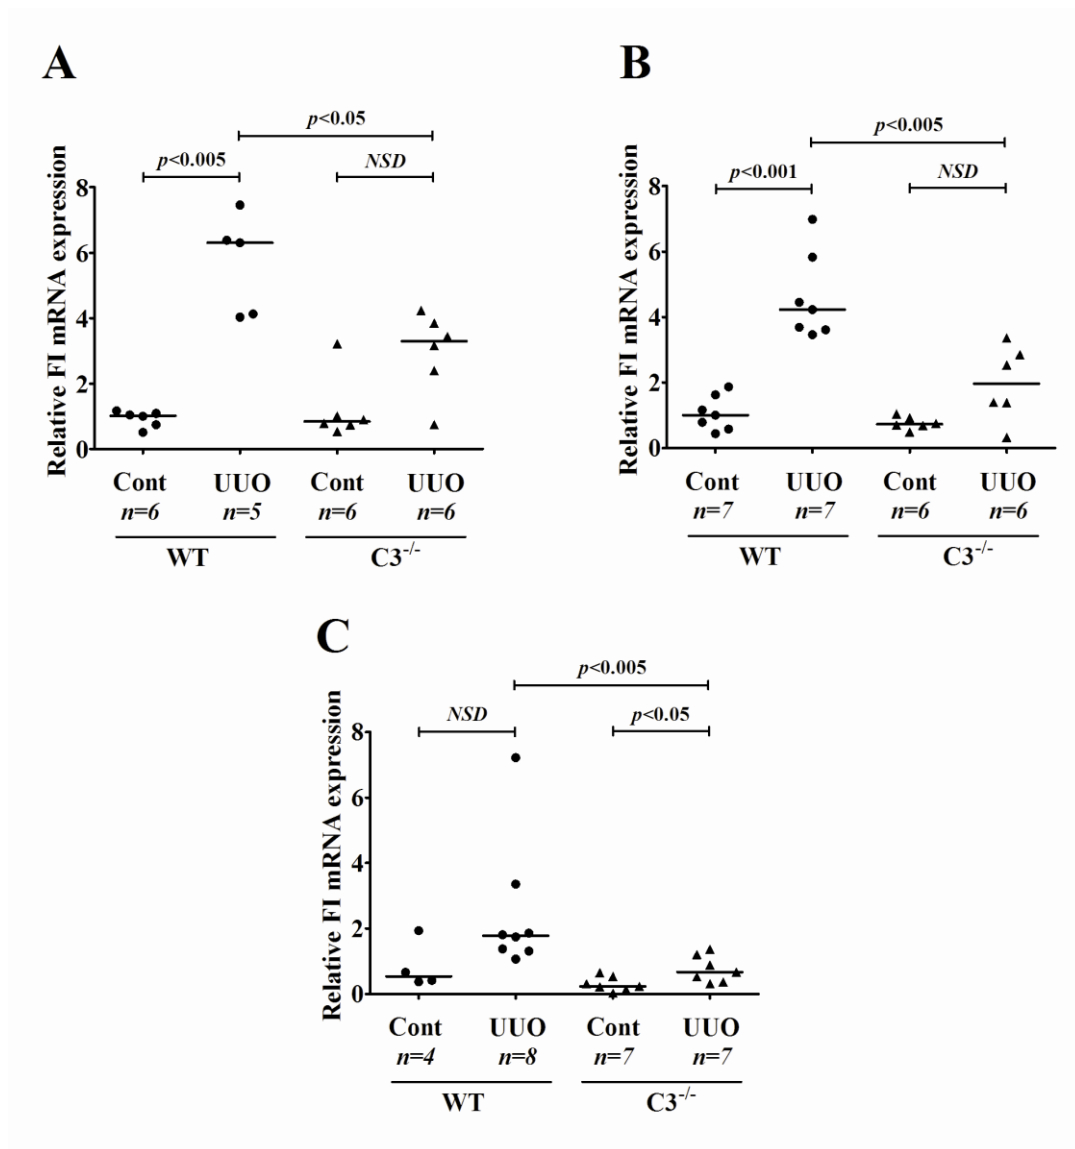 A
p<0.05
p<0.005
NSD
Relative FI mRNA expression
8
6
4
2
0
Cont UUO Cont UUO
n=6 n=5 n=6 n=6
WT C3-/-
B
p<0.005
p<0.001
NSD
Relative FI mRNA expression
8
6
4
2
0
Cont UUO Cont UUO
n=7 n=7 n=6 n=6
WT C3-/-
C
p<0.005
NSD
p<0.05
Relative FI mRNA expression
8
6
4
2
0
Cont UUO Cont UUO
n=4 n=8 n=7 n=7
WT C3-/-